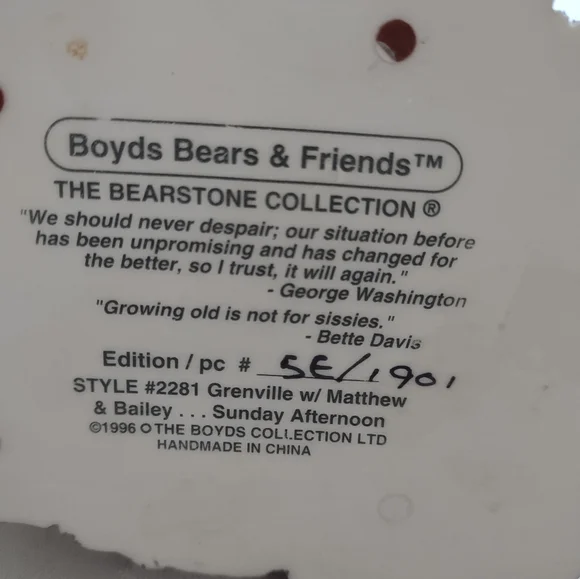 Boyds Bears & Friends™
THE BEARSTONE COLLECTION ®
"We should never despair; our situation before
has been unpromising and has changed for
the better, so I trust, it will again."
- George Washington
"Growing old is not for sissies."
- Bette Davis
Edition / pc # 5E/1901
STYLE #2281 Grenville w/ Matthew
& Bailey . . . Sunday Afternoon
©1996 THE BOYDS COLLECTION LTD
HANDMADE IN CHINA